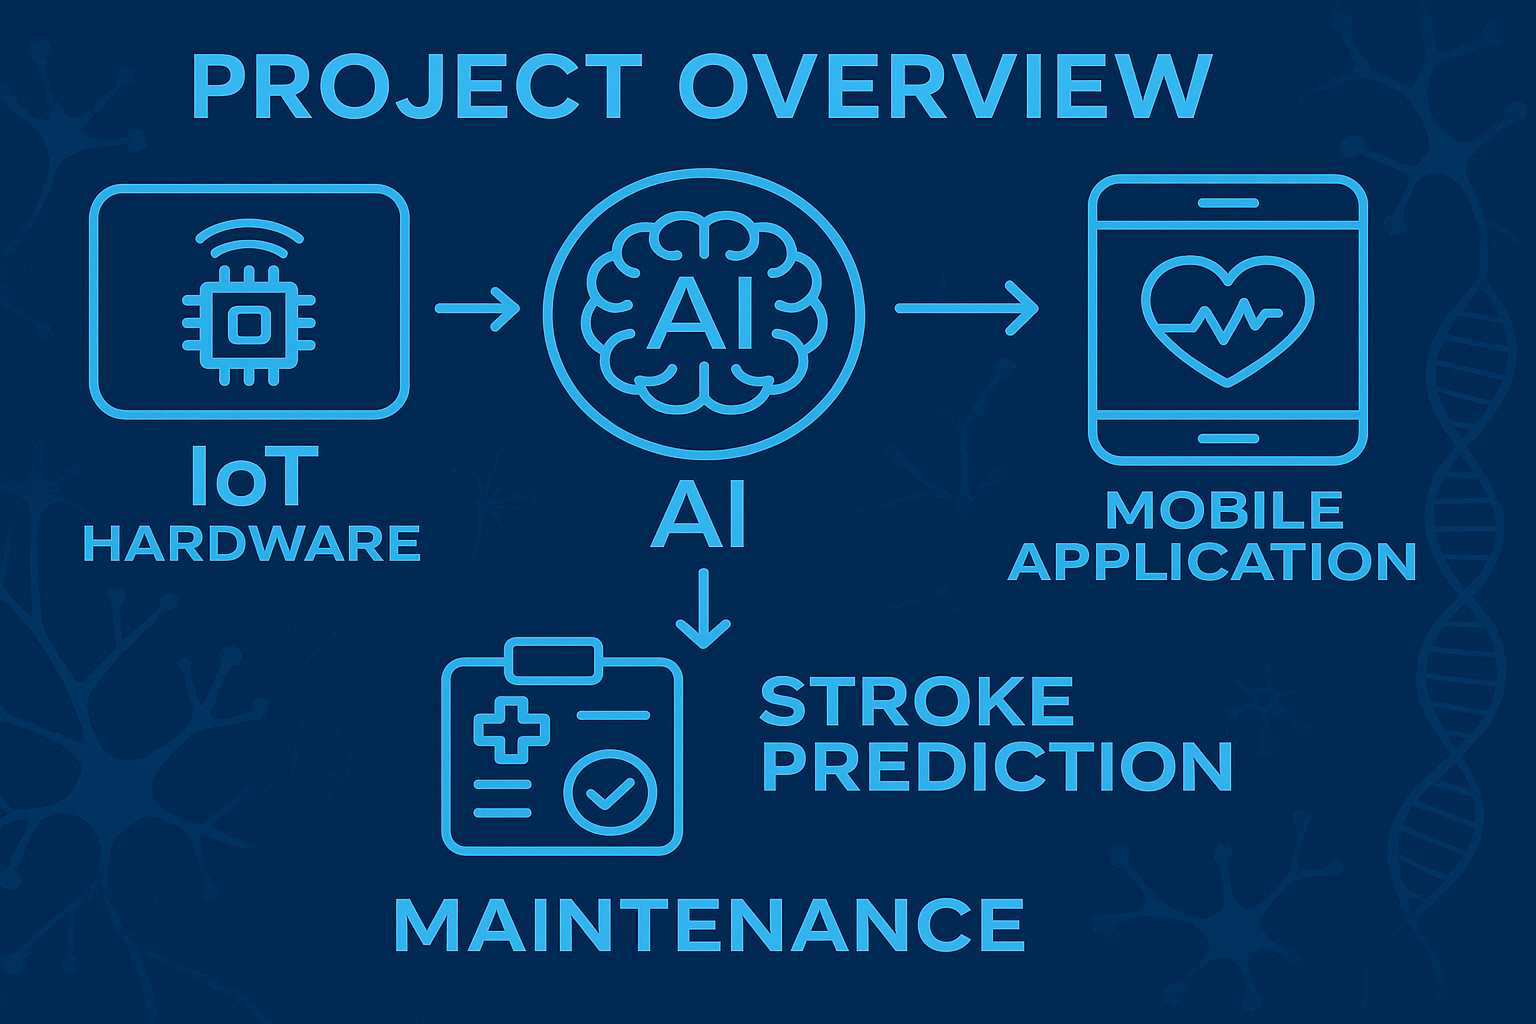 PROJECT OVERVIEW
AI
IoT
HARDWARE
AI
MOBILE
APPLICATION
STROKE
PREDICTION
MAINTENANCE